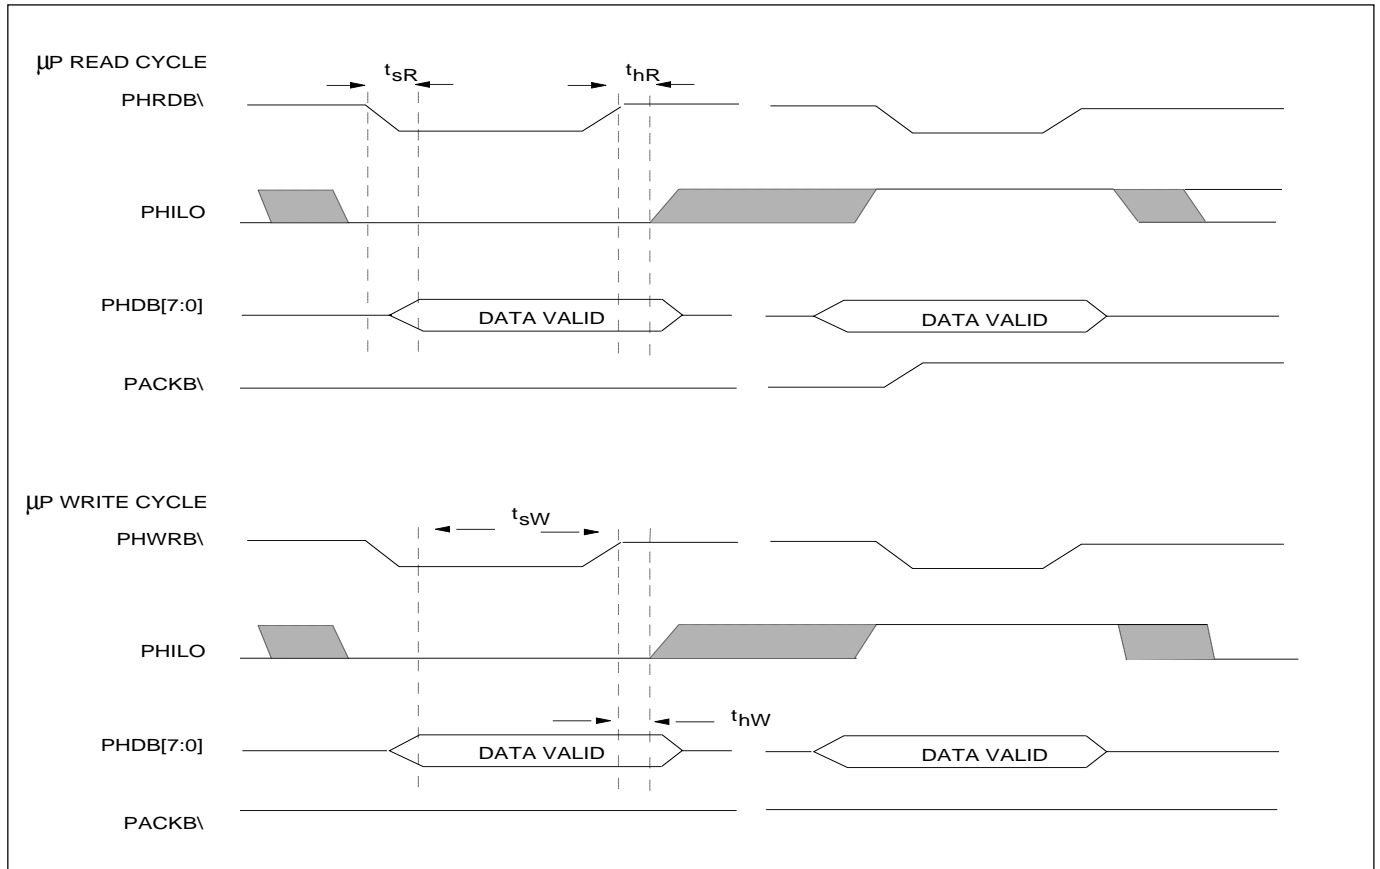 µP READ CYCLE
tsR
thR
PHRDB\
PHILO
PHDB[7:0]
DATA VALID
DATA VALID
PACKB\
µP WRITE CYCLE
tsW
PHWRB\
PHILO
thW
PHDB[7:0]
DATA VALID
DATA VALID
PACKB\